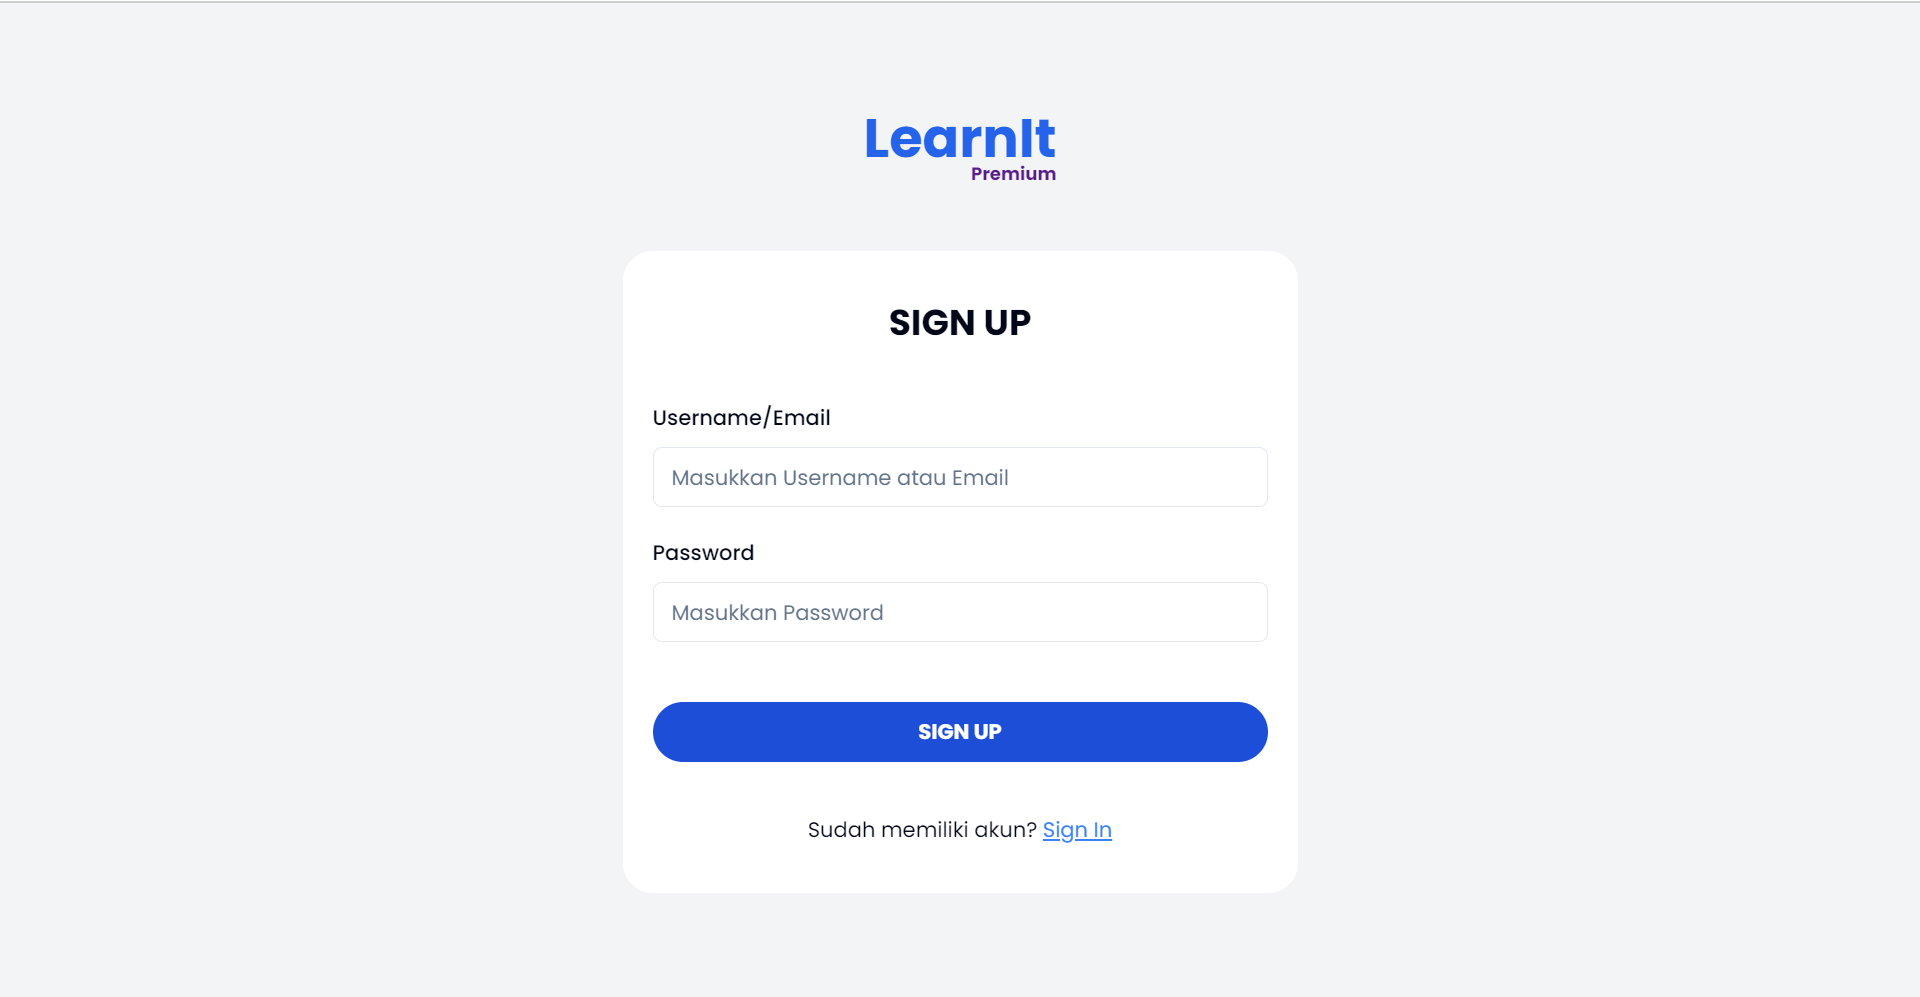 LearnIt
Premium
SIGN UP
Username/Email
Masukkan Username atau Email
Password
Masukkan Password
SIGN UP
Sudah memiliki akun? Sign In